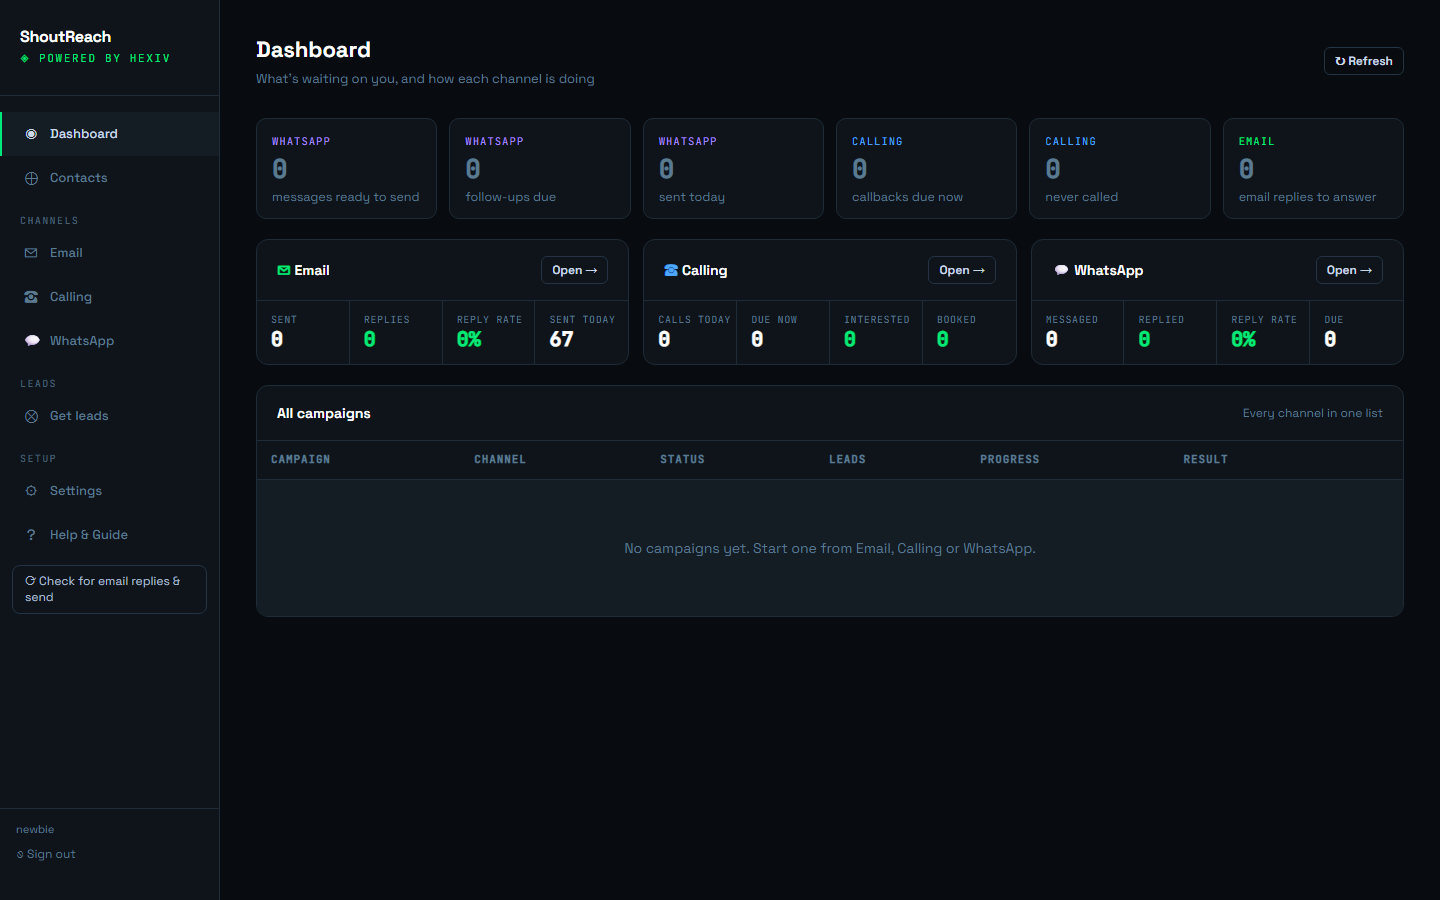 ShoutReach
◈ POWERED BY HEXIV
Dashboard
Contacts
CHANNELS
Email
Calling
WhatsApp
LEADS
Get leads
SETUP
Settings
? Help & Guide
⟳ Check for email replies &
send
newbie
Sign out
Dashboard
What's waiting on you, and how each channel is doing
↻ Refresh
WHATSAPP
0
messages ready to send
WHATSAPP
0
follow-ups due
WHATSAPP
0
sent today
CALLING
0
callbacks due now
CALLING
0
never called
EMAIL
0
email replies to answer
Email
Open →
SENT
0
REPLIES
0
REPLY RATE
0%
SENT TODAY
67
Calling
Open →
CALLS TODAY
0
DUE NOW
0
INTERESTED
0
BOOKED
0
WhatsApp
Open →
MESSAGED
0
REPLIED
0
REPLY RATE
0%
DUE
0
All campaigns
Every channel in one list
CAMPAIGN CHANNEL STATUS LEADS PROGRESS RESULT
No campaigns yet. Start one from Email, Calling or WhatsApp.